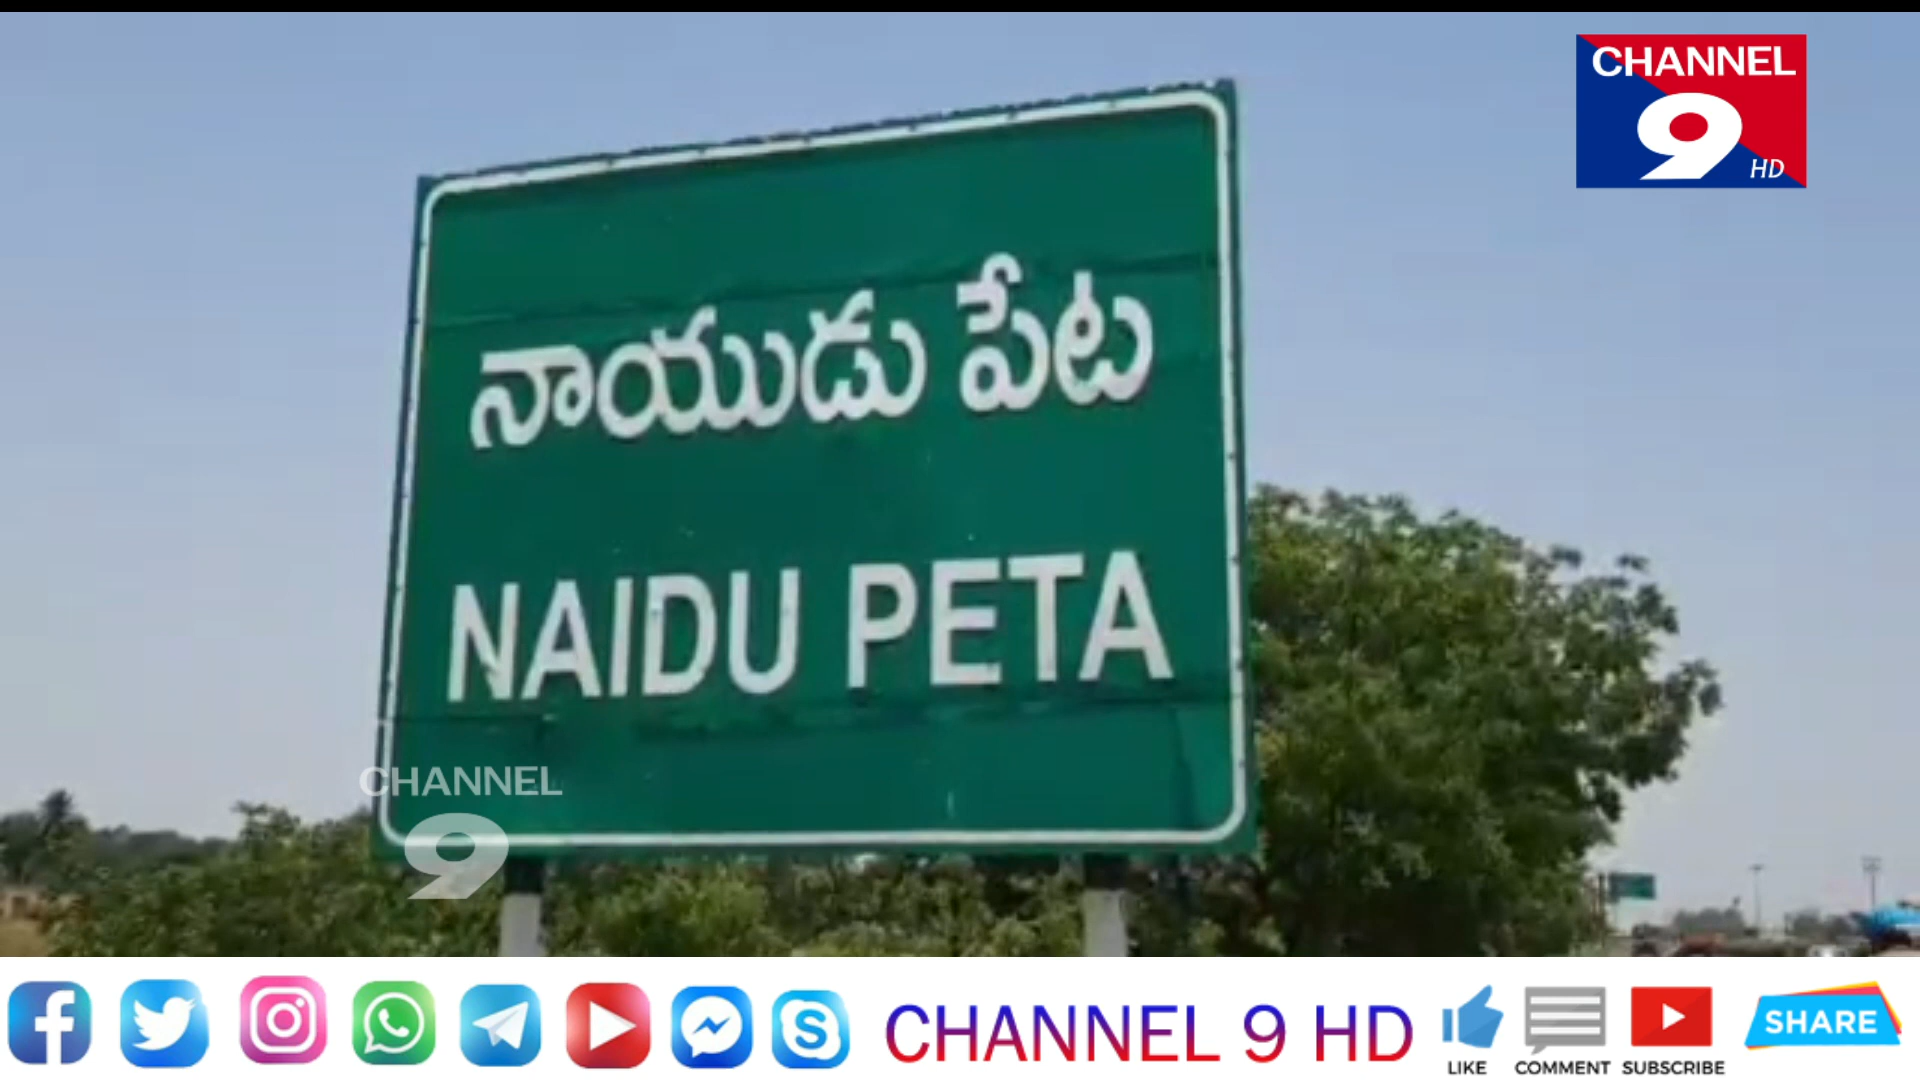 CHANNEL
9
HD
నాయుడు పేట
NAIDU PETA
CHANNEL
9
CHANNEL 9 HD
LIKE
COMMENT
SUBSCRIBE
SHARE